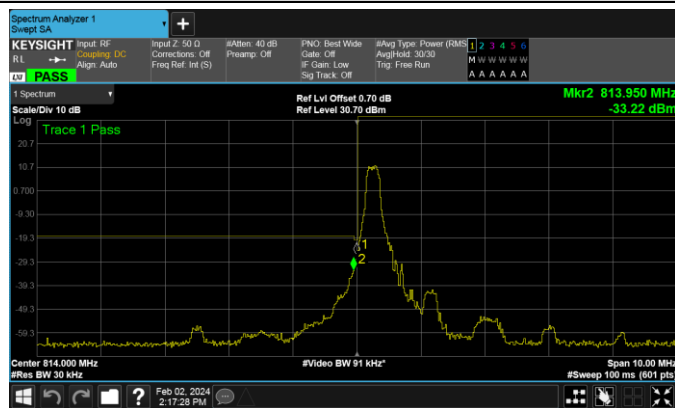 Spectrum Analyzer 1
Swept SA
+
KEYSIGHT Input: RF Input Z: 50 Ω #Atten: 40 dB PNO: Best Wide #Avg Type: Power (RMS 1 2 3 4 5 6
RL Coupling: DC Corrections: Off Preamp: Off Gate: Off Avg|Hold: 30/30 M W W W W W
Align: Auto Freq Ref: Int (S) IF Gain: Low Trig: Free Run
LXI PASS Sig Track: Off A A A A A A
1 Spectrum Ref Lvl Offset 0.70 dB Mkr2 813.950 MHz
Scale/Div 10 dB Ref Level 30.70 dBm -33.22 dBm
Log
Trace 1 Pass
20.7
10.7
0.700
-9.30
-19.3
1
-29.3
2
-39.3
-49.3
-59.3
Center 814.000 MHz #Video BW 91 kHz* Span 10.00 MHz
#Res BW 30 kHz #Sweep 100 ms (601 pts)
? Feb 02, 2024
2:17:28 PM